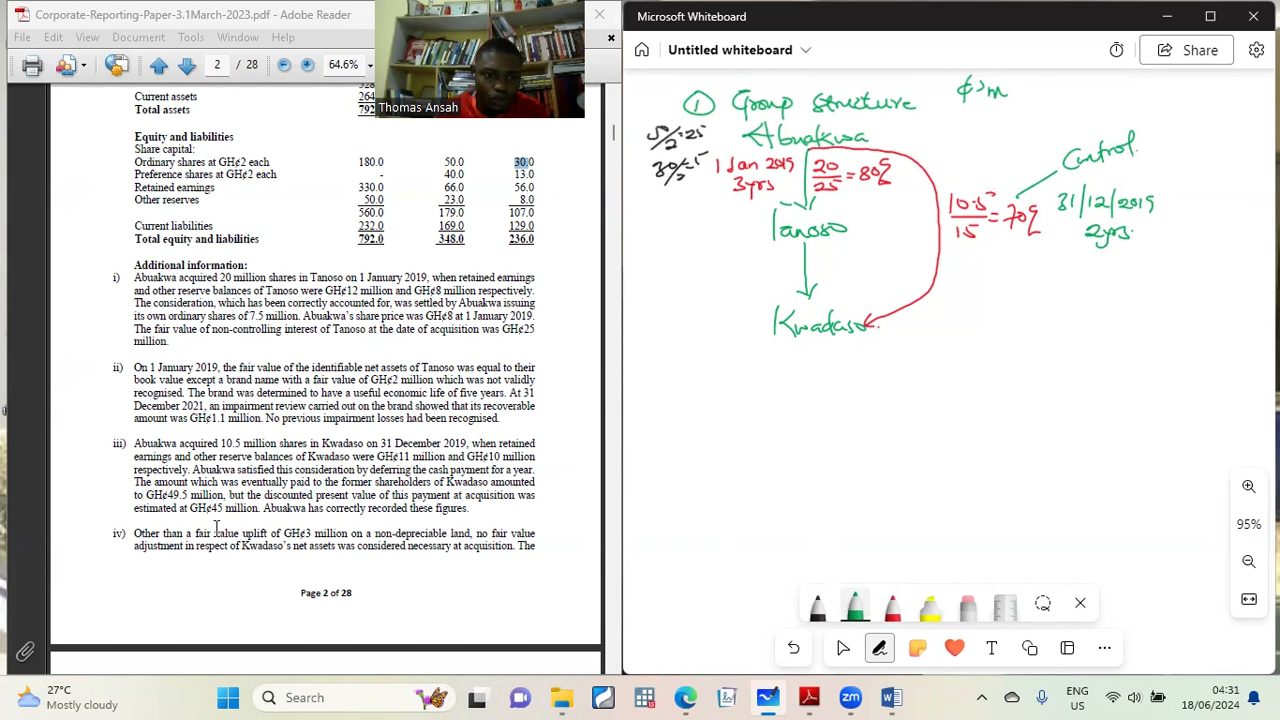 Corporate-Reporting-Paper-3.1March-2023.pdf - Adobe Reader
File Edit View Document Tools Window Help
2 / 28 64.6%
Thomas Ansah
Current assets 264
Total assets 792
Equity and liabilities
Share capital:
Ordinary shares at GH¢2 each 180.0 50.0 30.0
Preference shares at GH¢2 each - 40.0 13.0
Retained earnings 330.0 66.0 56.0
Other reserves 50.0 23.0 8.0
560.0 179.0 107.0
Current liabilities 232.0 169.0 129.0
Total equity and liabilities 792.0 348.0 236.0
Additional information:
i) Abuakwa acquired 20 million shares in Tanoso on 1 January 2019, when retained earnings
and other reserve balances of Tanoso were GH¢12 million and GH¢8 million respectively.
The consideration, which has been correctly accounted for, was settled by Abuakwa issuing
its own ordinary shares of 7.5 million. Abuakwa's share price was GH¢8 at 1 January 2019.
The fair value of non-controlling interest of Tanoso at the date of acquisition was GH¢25
million.
ii) On 1 January 2019, the fair value of the identifiable net assets of Tanoso was equal to their
book value except a brand name with a fair value of GH¢2 million which was not validly
recognised. The brand was determined to have a useful economic life of five years. At 31
December 2021, an impairment review carried out on the brand showed that its recoverable
amount was GH¢1.1 million. No previous impairment losses had been recognised.
iii) Abuakwa acquired 10.5 million shares in Kwadaso on 31 December 2019, when retained
earnings and other reserve balances of Kwadaso were GH¢11 million and GH¢10 million
respectively. Abuakwa satisfied this consideration by deferring the cash payment for a year.
The amount which was eventually paid to the former shareholders of Kwadaso amounted
to GH¢49.5 million, but the discounted present value of this payment at acquisition was
estimated at GH¢45 million. Abuakwa has correctly recorded these figures.
iv) Other than a fair value uplift of GH¢3 million on a non-depreciable land, no fair value
adjustment in respect of Kwadaso's net assets was considered necessary at acquisition. The
Page 2 of 28
Microsoft Whiteboard
Untitled whiteboard
Share
1 Group structure
Abuakwa
50/2=25
1 Jan 2019
3yrs
20/25 = 80%
Control
10.5/15 = 70%
31/12/2019
2yrs
Tanoso
Kwadaso
95%
27°C
Mostly cloudy
Search
ENG
US
04:31
18/06/2024